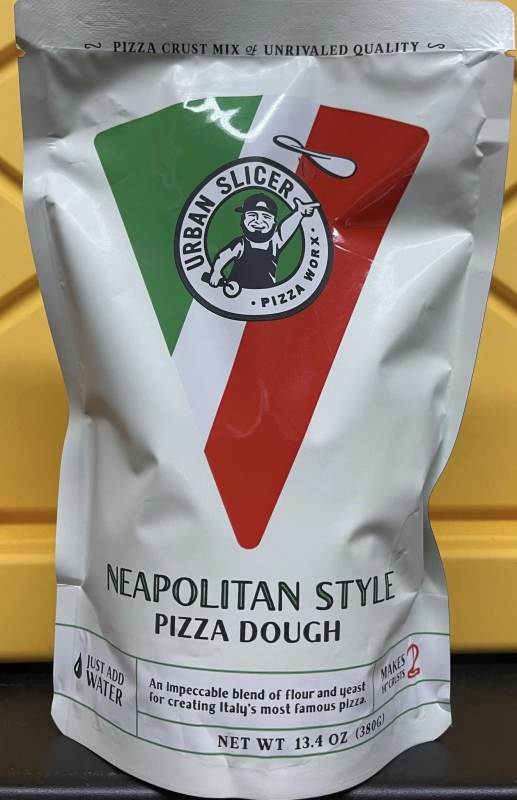 PIZZA CRUST MIX of UNRIVALED QUALITY
URBAN SLICER
· PIZZA WORX ·
NEAPOLITAN STYLE
PIZZA DOUGH
JUST ADD
WATER
An impeccable blend of flour and yeast
for creating Italy's most famous pizza.
MAKES 2
14" CRUSTS
NET WT 13.4 OZ (380G)